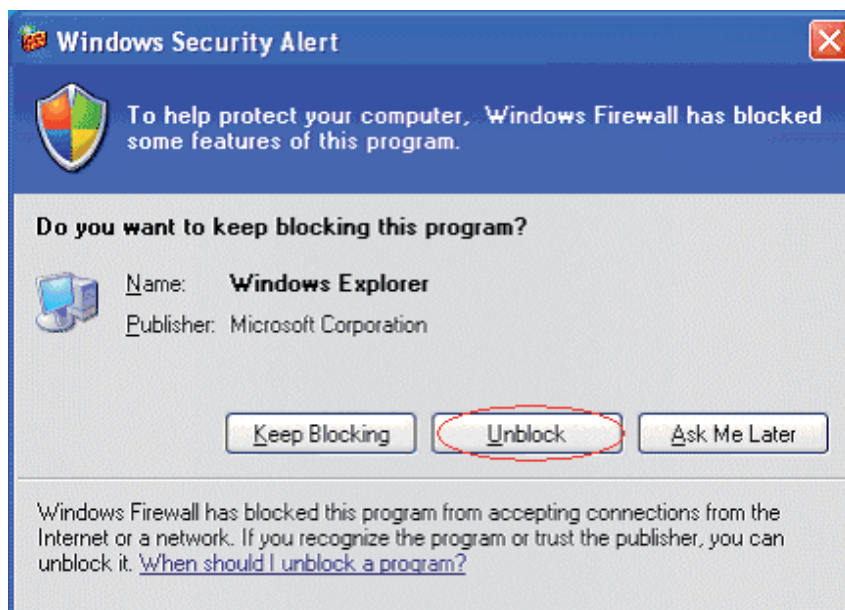 Windows Security Alert
To help protect your computer, Windows Firewall has blocked
some features of this program.
Do you want to keep blocking this program?
Name: Windows Explorer
Publisher: Microsoft Corporation
Keep Blocking Unblock Ask Me Later
Windows Firewall has blocked this program from accepting connections from the
Internet or a network. If you recognize the program or trust the publisher, you can
unblock it. When should I unblock a program?